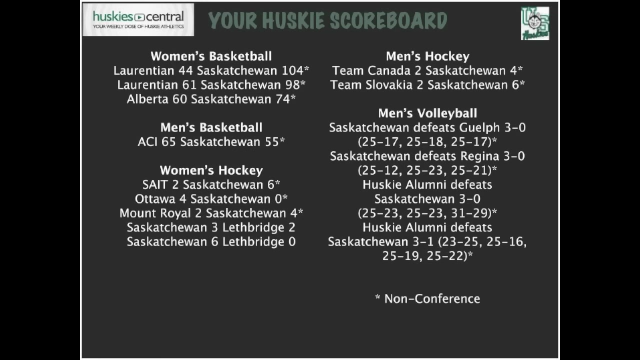 huskies central
YOUR WEEKLY DOSE OF HUSKIE ATHLETICS
YOUR HUSKIE SCOREBOARD
Women's Basketball
Laurentian 44 Saskatchewan 104*
Laurentian 61 Saskatchewan 98*
Alberta 60 Saskatchewan 74*
Men's Basketball
ACI 65 Saskatchewan 55*
Women's Hockey
SAIT 2 Saskatchewan 6*
Ottawa 4 Saskatchewan 0*
Mount Royal 2 Saskatchewan 4*
Saskatchewan 3 Lethbridge 2
Saskatchewan 6 Lethbridge 0
Men's Hockey
Team Canada 2 Saskatchewan 4*
Team Slovakia 2 Saskatchewan 6*
Men's Volleyball
Saskatchewan defeats Guelph 3-0
(25-17, 25-18, 25-17)*
Saskatchewan defeats Regina 3-0
(25-12, 25-23, 25-21)*
Huskie Alumni defeats
Saskatchewan 3-0
(25-23, 25-23, 31-29)*
Huskie Alumni defeats
Saskatchewan 3-1 (23-25, 25-16,
25-19, 25-22)*
* Non-Conference